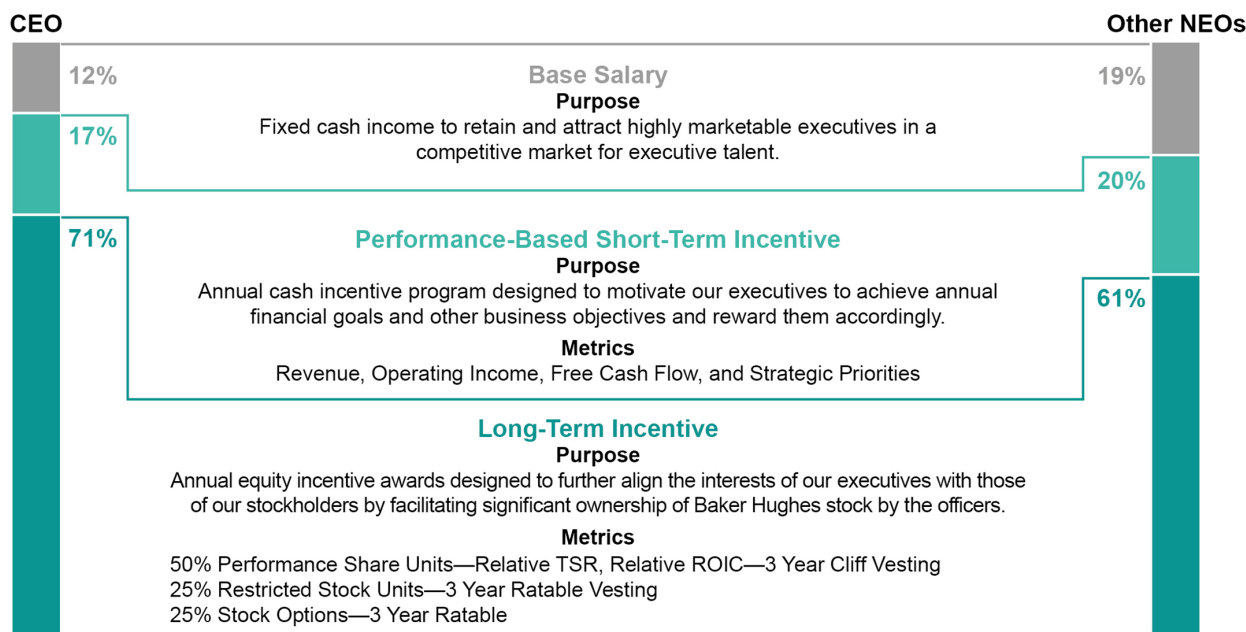 CEO
Other NEOs
12%
Base Salary
19%
Purpose
Fixed cash income to retain and attract highly marketable executives in a
competitive market for executive talent.
17%
20%
71%
Performance-Based Short-Term Incentive
Purpose
Annual cash incentive program designed to motivate our executives to achieve annual
financial goals and other business objectives and reward them accordingly.
61%
Metrics
Revenue, Operating Income, Free Cash Flow, and Strategic Priorities
Long-Term Incentive
Purpose
Annual equity incentive awards designed to further align the interests of our executives with those
of our stockholders by facilitating significant ownership of Baker Hughes stock by the officers.
Metrics
50% Performance Share Units—Relative TSR, Relative ROIC—3 Year Cliff Vesting
25% Restricted Stock Units—3 Year Ratable Vesting
25% Stock Options—3 Year Ratable